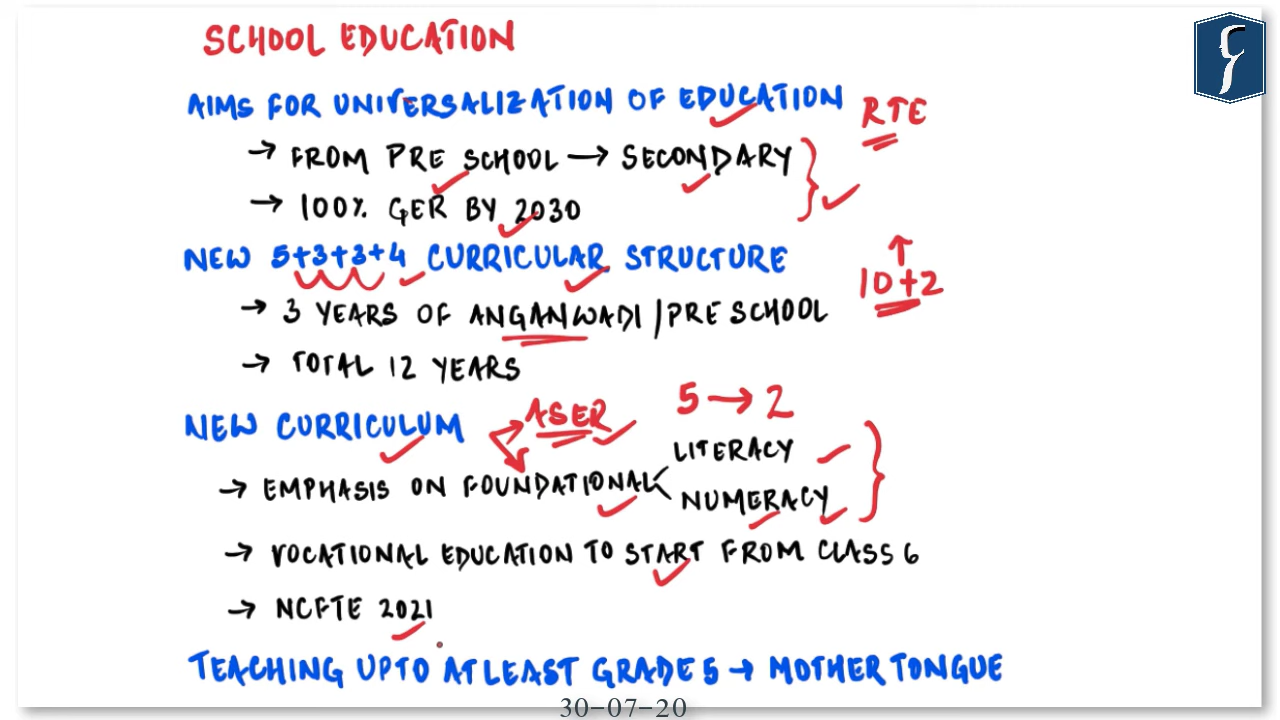 SCHOOL EDUCATION
AIMS FOR UNIVERSALIZATION OF EDUCATION
RTE
→ FROM PRE SCHOOL → SECONDARY
→ 100% GER BY 2030
NEW 5+3+3+4 CURRICULAR STRUCTURE
↑
10+2
→ 3 YEARS OF ANGANWADI/PRE SCHOOL
→ TOTAL 12 YEARS
NEW CURRICULUM
ASER
5 → 2
LITERACY
→ EMPHASIS ON FOUNDATIONAL
NUMERACY
→ VOCATIONAL EDUCATION TO START FROM CLASS 6
→ NCFTE 2021
TEACHING UPTO ATLEAST GRADE 5 → MOTHER TONGUE
30-07-20